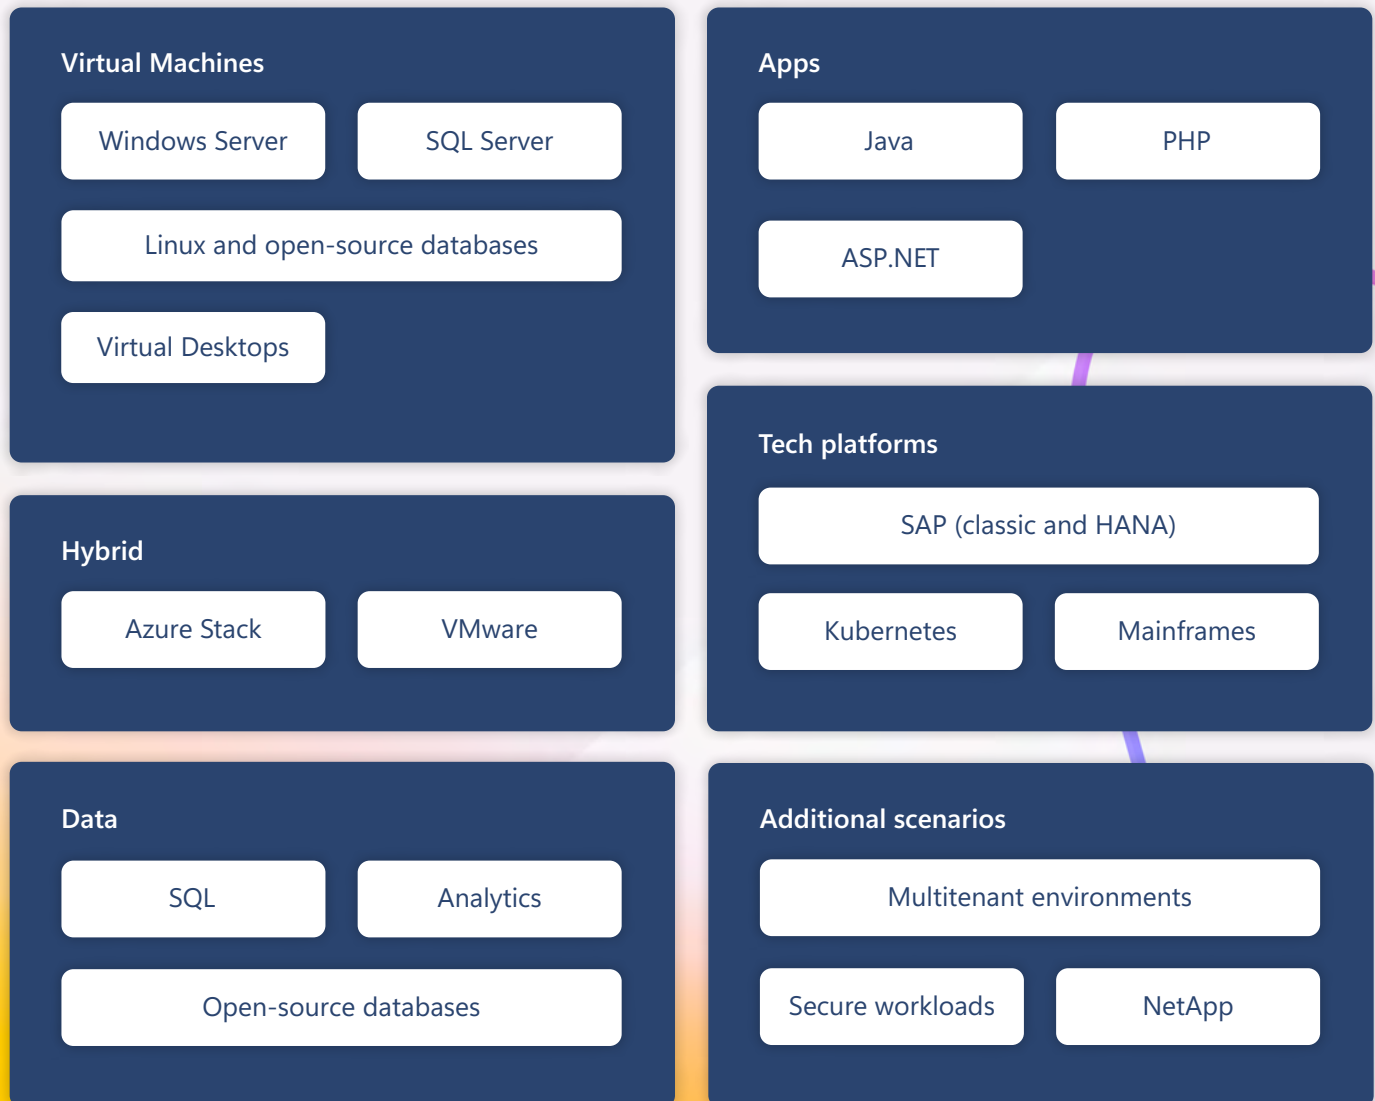 Virtual Machines
Windows Server
SQL Server
Linux and open-source databases
Virtual Desktops
Apps
Java
PHP
ASP.NET
Hybrid
Azure Stack
VMware
Tech platforms
SAP (classic and HANA)
Kubernetes
Mainframes
Data
SQL
Analytics
Open-source databases
Additional scenarios
Multitenant environments
Secure workloads
NetApp